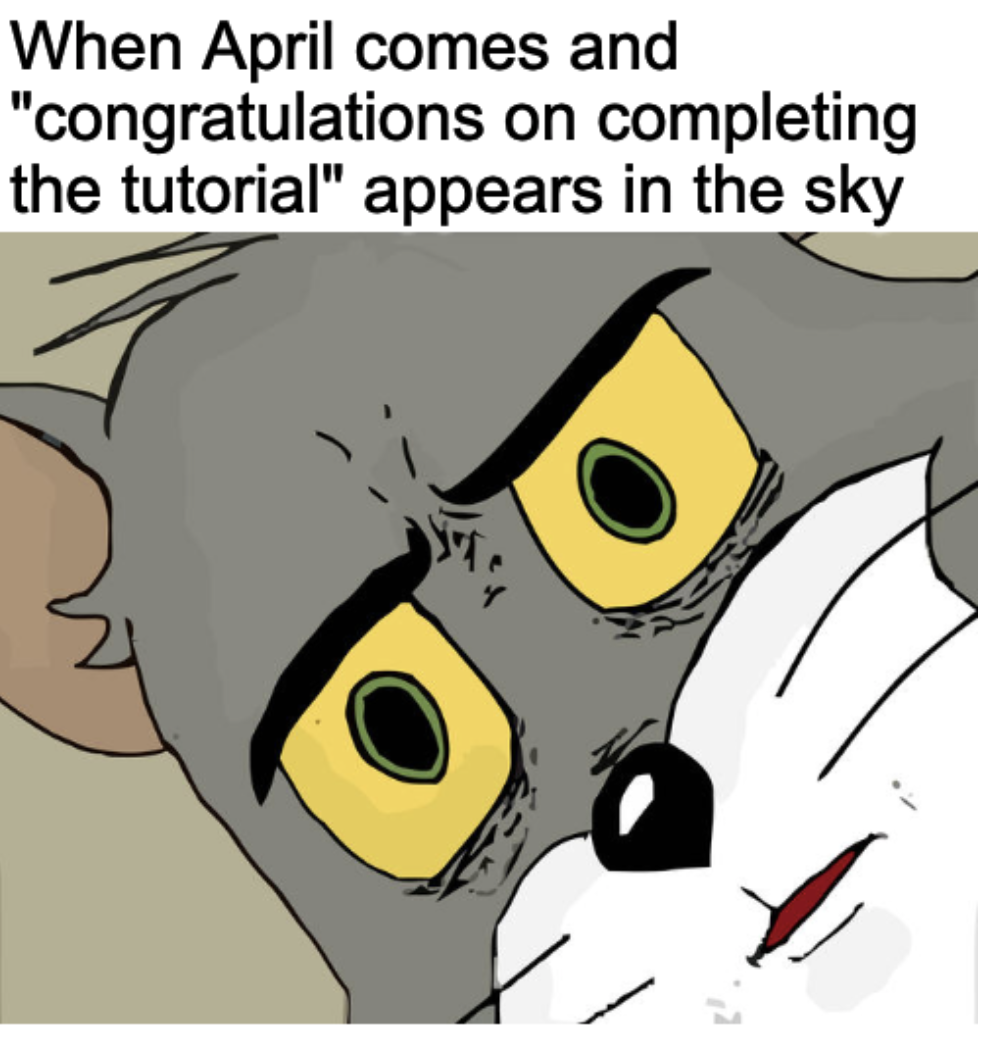 When April comes and
"congratulations on completing
the tutorial" appears in the sky